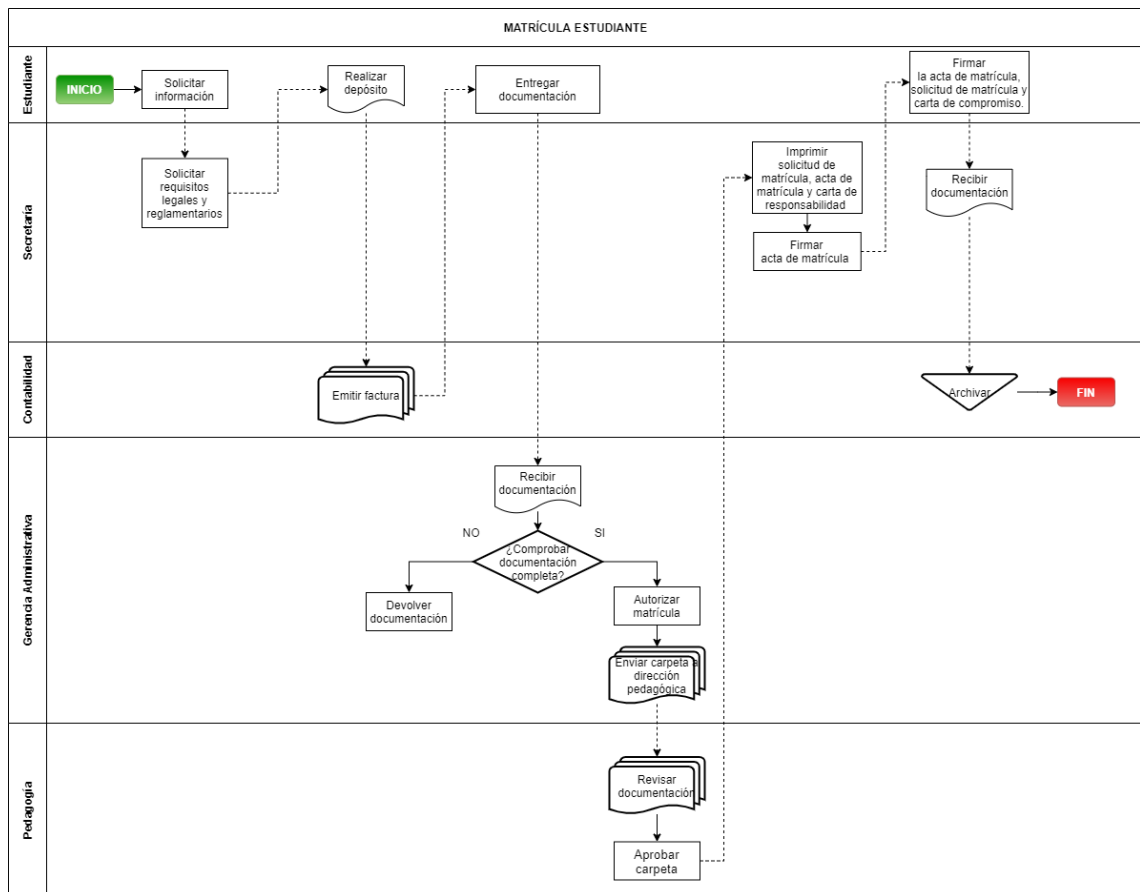 MATRÍCULA ESTUDIANTE
Estudiante
INICIO
Solicitar
información
Realizar
depósito
Entregar
documentación
Firmar
la acta de matrícula,
solicitud de matrícula y
carta de compromiso.
Secretaría
Solicitar
requisitos
legales y
reglamentarios
Imprimir
solicitud de
matrícula, acta de
matrícula y carta de
responsabilidad
Firmar
acta de matrícula
Recibir
documentación
Contabilidad
Emitir factura
Archivar
FIN
Gerencia Administrativa
Recibir
documentación
NO
SI
¿Comprobar
documentación
completa?
Devolver
documentación
Autorizar
matrícula
Enviar carpeta a
dirección
pedagógica
Pedagogía
Revisar
documentación
Aprobar
carpeta